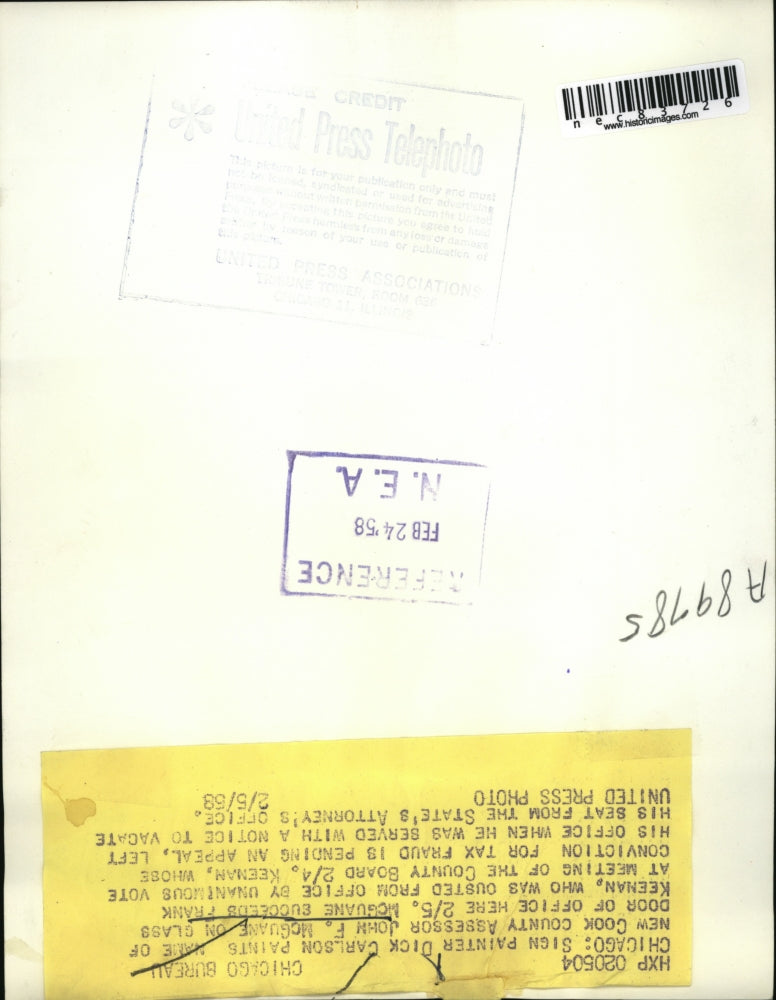 CREDIT
United Press Telephoto
This picture is for your publication only and must
not be loaned, syndicated or used for advertising
purposes without written permission from the United
Press. By accepting this picture you agree to hold
the United Press harmless from any loss or damage
by reason of your use or publication of
this picture.
UNITED PRESS ASSOCIATIONS
TRIBUNE TOWER, ROOM 636
CHICAGO 11, ILLINOIS
nec83726
www.historicimages.com
REFERENCE
FEB 24 '58
N.E.A.
A89785
HXP 020504 CHICAGO BUREAU
CHICAGO: SIGN PAINTER DICK CARLSON PAINTS NAME OF
NEW COOK COUNTY ASSESSOR JOHN F. MCGUANE ON GLASS
DOOR OF OFFICE HERE 2/5. MCGUANE SUCCEEDS FRANK
KEENAN, WHO WAS OUSTED FROM OFFICE BY UNANIMOUS VOTE
AT MEETING OF THE COUNTY BOARD 2/4. KEENAN, WHOSE
CONVICTION FOR TAX FRAUD IS PENDING AN APPEAL, LEFT
HIS OFFICE WHEN HE WAS SERVED WITH A NOTICE TO VACATE
HIS SEAT FROM THE STATE'S ATTORNEY'S OFFICE.
UNITED PRESS PHOTO 2/5/58